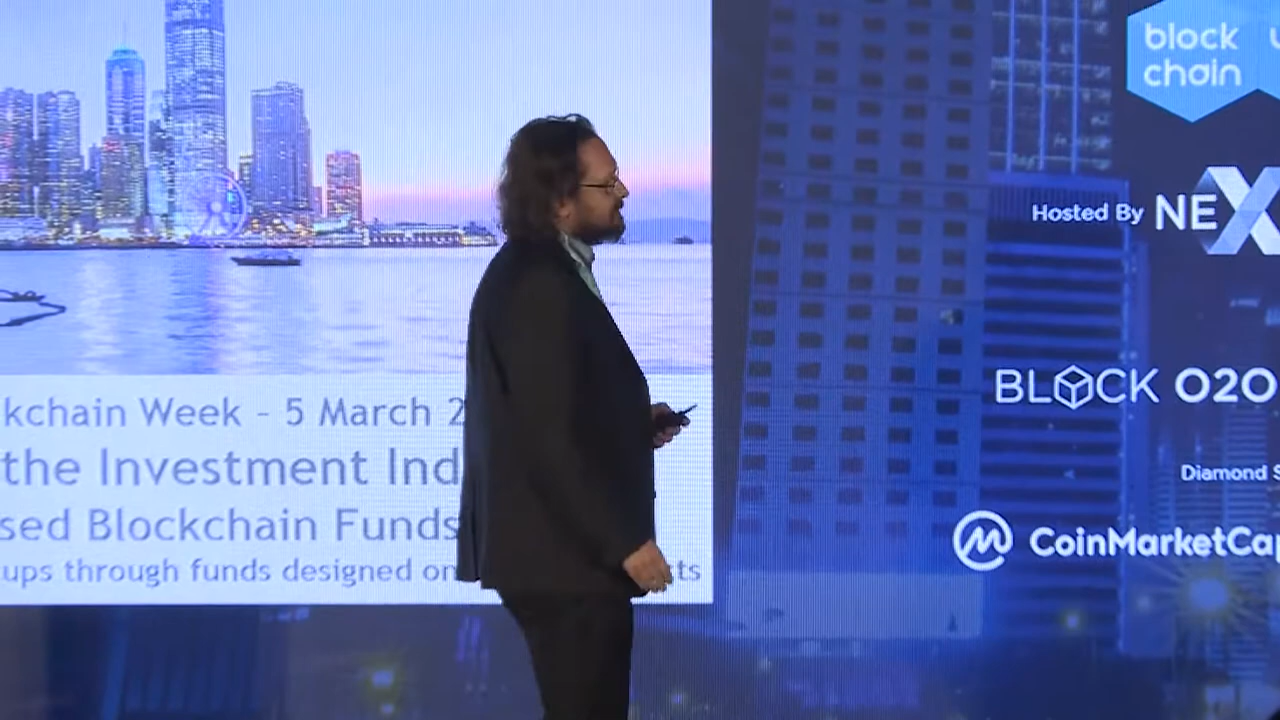 kchain Week – 5 March 2
the Investment Ind
sed Blockchain Funds
ups through funds designed on
ts
block
chain
Hosted By NEX
BLOCK O2O
Diamond S
CoinMarketCap